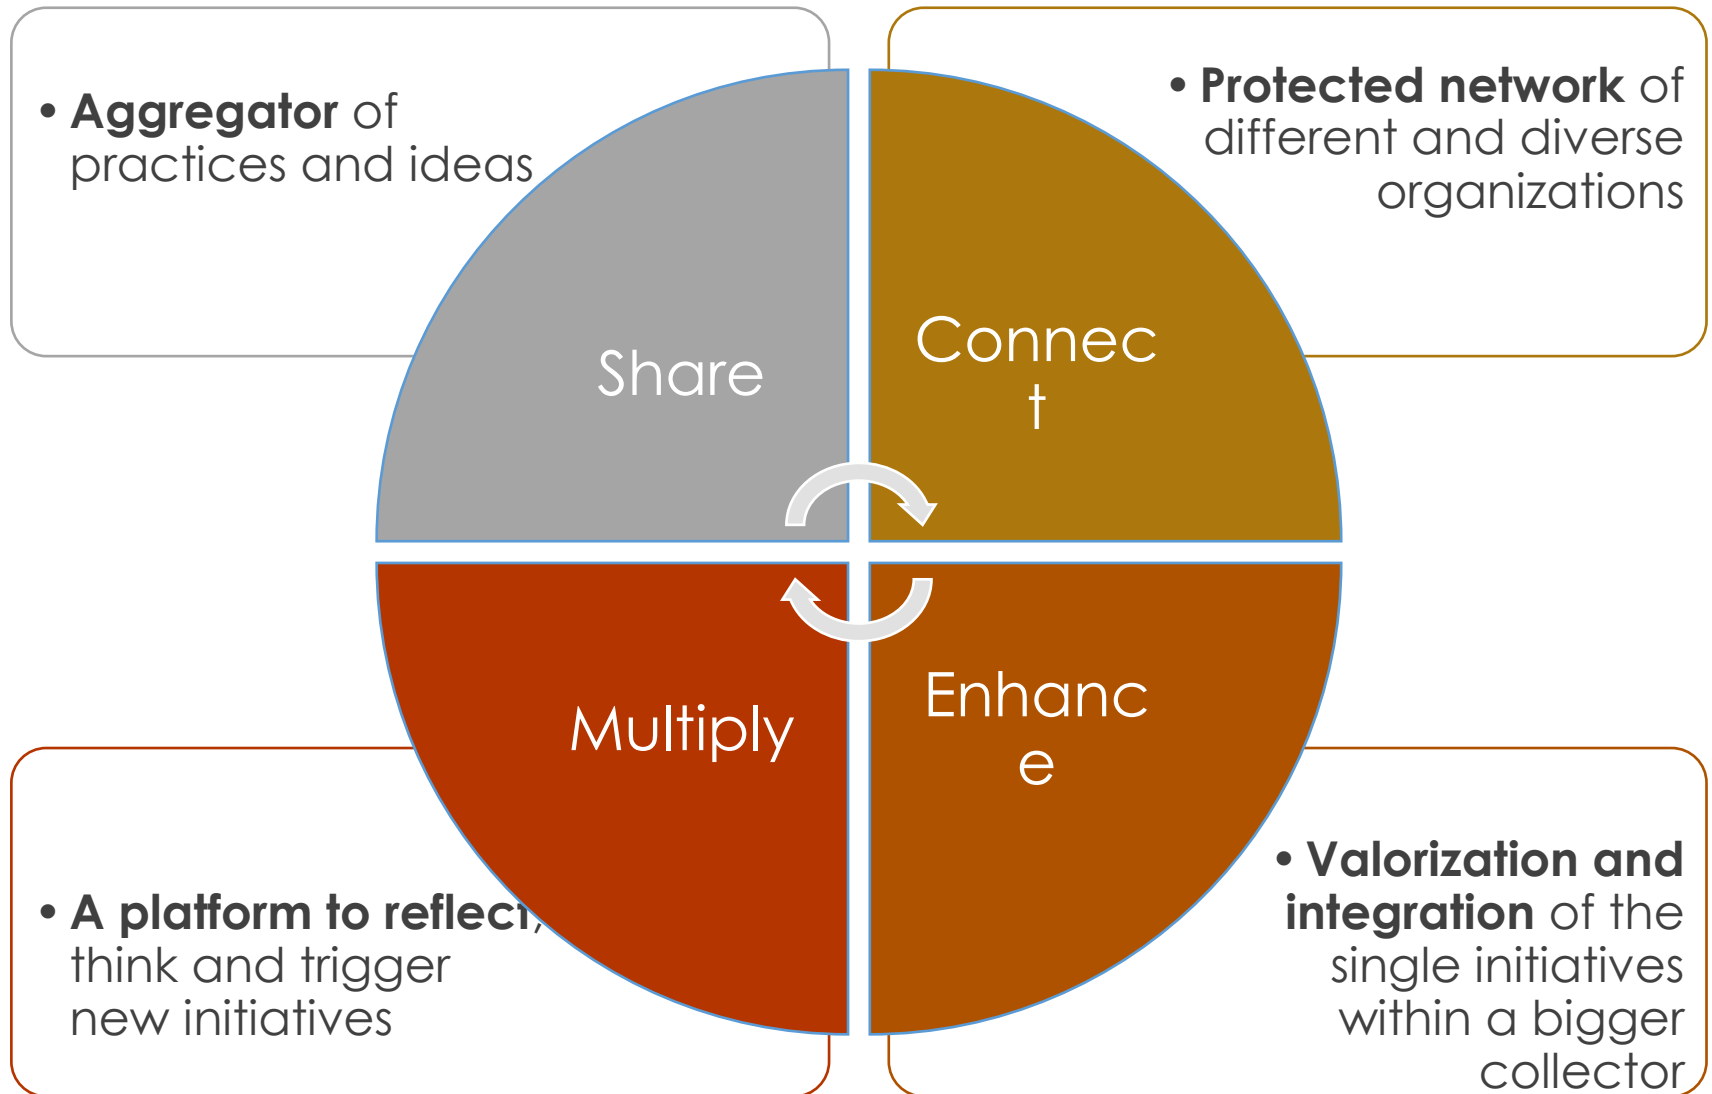 • Aggregator of
practices and ideas
• Protected network of
different and diverse
organizations
Share
Connec
t
Multiply
Enhanc
e
• A platform to reflect,
think and trigger
new initiatives
• Valorization and
integration of the
single initiatives
within a bigger
collector